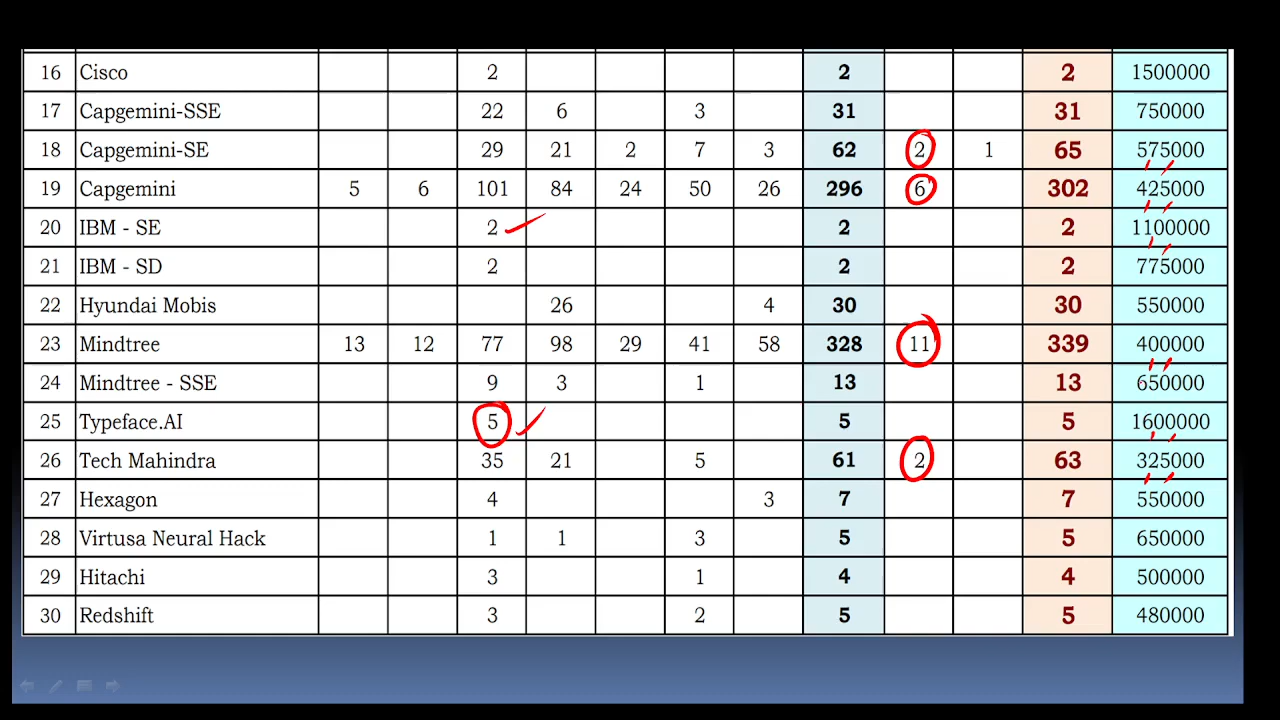 16 Cisco 2 2 2 1500000
17 Capgemini-SSE 22 6 3 31 31 750000
18 Capgemini-SE 29 21 2 7 3 62 2 1 65 575000
19 Capgemini 5 6 101 84 24 50 26 296 6 302 425000
20 IBM - SE 2 2 2 1100000
21 IBM - SD 2 2 2 775000
22 Hyundai Mobis 26 4 30 30 550000
23 Mindtree 13 12 77 98 29 41 58 328 11 339 400000
24 Mindtree - SSE 9 3 1 13 13 650000
25 Typeface.AI 5 5 5 1600000
26 Tech Mahindra 35 21 5 61 2 63 325000
27 Hexagon 4 3 7 7 550000
28 Virtusa Neural Hack 1 1 3 5 5 650000
29 Hitachi 3 1 4 4 500000
30 Redshift 3 2 5 5 480000